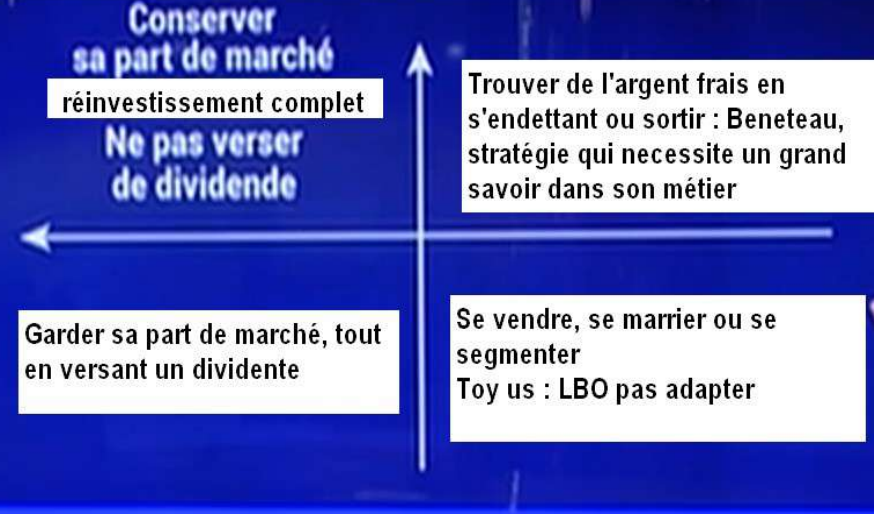 Conserver
sa part de marché
réinvestissement complet
Ne pas verser
de dividende
Trouver de l'argent frais en
s'endettant ou sortir : Beneteau,
stratégie qui necessite un grand
savoir dans son métier
Garder sa part de marché, tout
en versant un dividente
Se vendre, se marrier ou se
segmenter
Toy us : LBO pas adapter